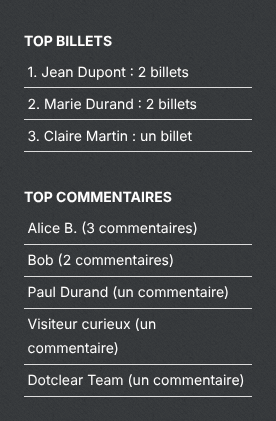 TOP BILLETS
1. Jean Dupont : 2 billets
2. Marie Durand : 2 billets
3. Claire Martin : un billet
TOP COMMENTAIRES
Alice B. (3 commentaires)
Bob (2 commentaires)
Paul Durand (un commentaire)
Visiteur curieux (un
commentaire)
Dotclear Team (un commentaire)